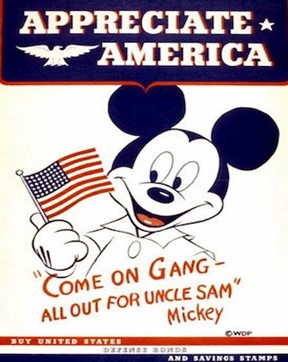 APPRECIATE
AMERICA
"COME ON GANG -
ALL OUT FOR UNCLE SAM"
Mickey
©WDP
BUY UNITED STATES
DEFENSE BONDS
AND SAVINGS STAMPS